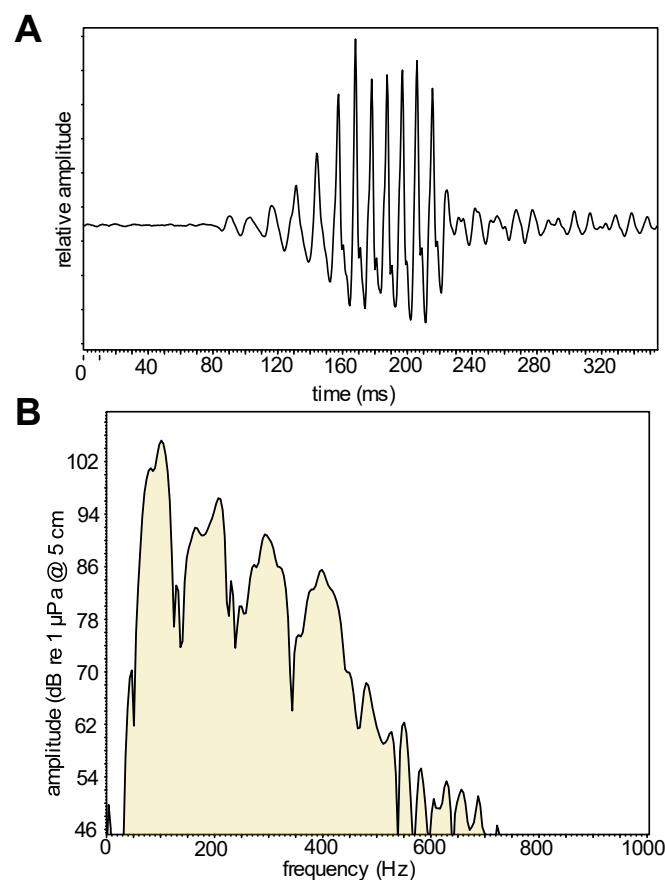 A
relative amplitude
0 40 80 120 160 200 240 280 320
time (ms)
B
amplitude (dB re 1 µPa @ 5 cm
102
94
86
78
70
62
54
46
0 200 400 600 800 1000
frequency (Hz)